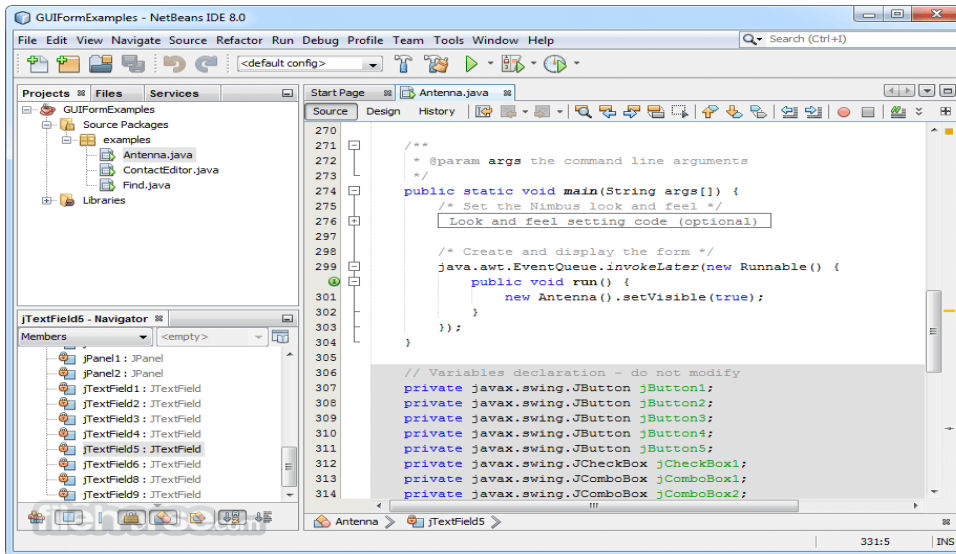 GUIFormExamples - NetBeans IDE 8.0
File Edit View Navigate Source Refactor Run Debug Profile Team Tools Window Help
Search (Ctrl+I)
<default config>
Projects Files Services
GUIFormExamples
Source Packages
examples
Antenna.java
ContactEditor.java
Find.java
Libraries
jTextField5 - Navigator
Members
<empty>
jPanel1 : JPanel
jPanel2 : JPanel
jTextField1 : JTextField
jTextField2 : JTextField
jTextField3 : JTextField
jTextField4 : JTextField
jTextField5 : JTextField
jTextField6 : JTextField
jTextField8 : JTextField
jTextField9 : JTextField
filehorse.com
Start Page Antenna.java
Source Design History
270
271 /**
272 * @param args the command line arguments
273 */
274 public static void main(String args[]) {
275 /* Set the Nimbus look and feel */
276 Look and feel setting code (optional)
297
298 /* Create and display the form */
299 java.awt.EventQueue.invokeLater(new Runnable() {
public void run() {
301 new Antenna().setVisible(true);
302 }
303 });
304 }
305
306 // Variables declaration - do not modify
307 private javax.swing.JButton jButton1;
308 private javax.swing.JButton jButton2;
309 private javax.swing.JButton jButton3;
310 private javax.swing.JButton jButton4;
311 private javax.swing.JButton jButton5;
312 private javax.swing.JCheckBox jCheckBox1;
313 private javax.swing.JComboBox jComboBox1;
314 private javax.swing.JComboBox jComboBox2;
Antenna jTextField5
331:5 INS